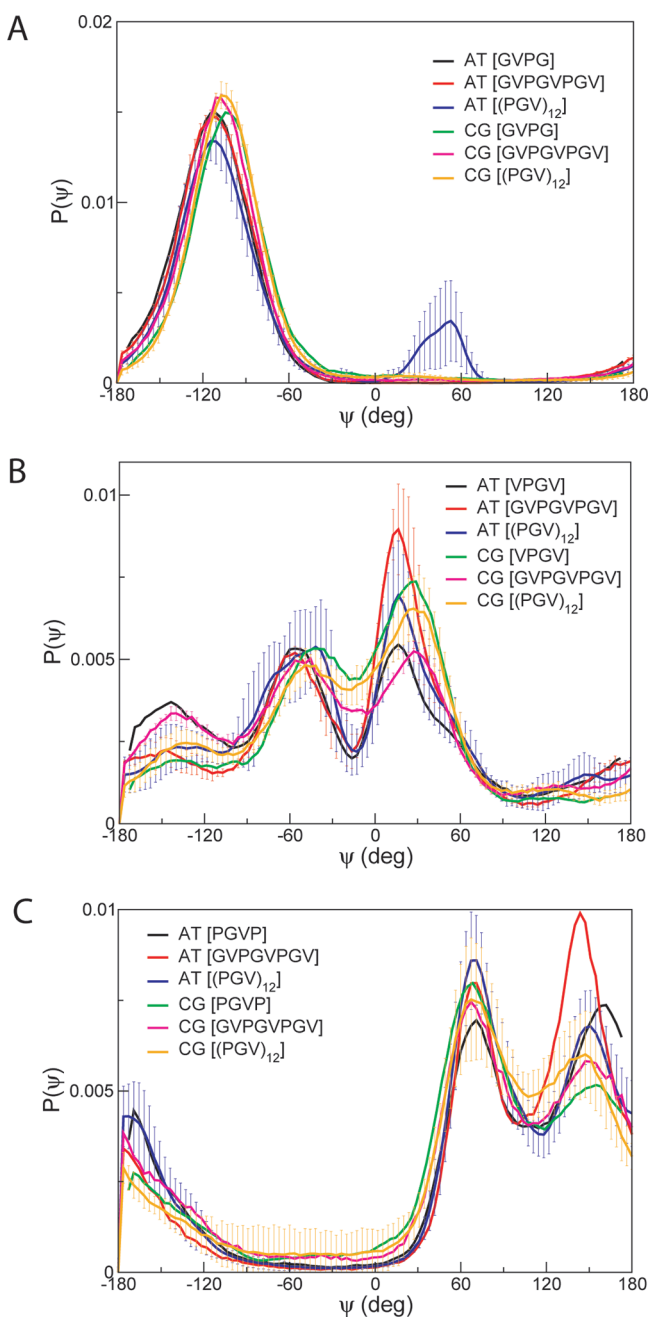 A
0.02
AT [GVPG]
AT [GVPGVPGV]
AT [(PGV)12]
CG [GVPG]
CG [GVPGVPGV]
CG [(PGV)12]
P(ψ)
0.01
0
-180
-120
-60
0
60
120
180
ψ (deg)
B
0.01
AT [VPGV]
AT [GVPGVPGV]
AT [(PGV)12]
CG [VPGV]
CG [GVPGVPGV]
CG [(PGV)12]
P(ψ)
0.005
0
-180
-120
-60
0
60
120
180
ψ (deg)
C
0.01
AT [PGVP]
AT [GVPGVPGV]
AT [(PGV)12]
CG [PGVP]
CG [GVPGVPGV]
CG [(PGV)12]
P(ψ)
0.005
0
-180
-120
-60
0
60
120
180
ψ (deg)